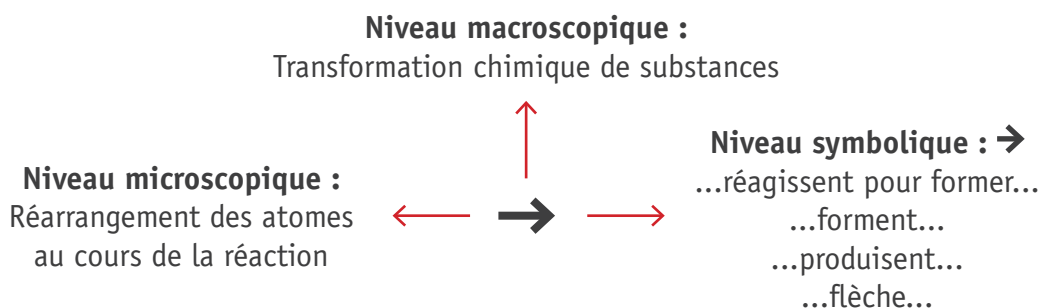 Niveau macroscopique :
Transformation chimique de substances
Niveau microscopique :
Réarrangement des atomes
au cours de la réaction
Niveau symbolique : →
...réagissent pour former...
...forment...
...produisent...
...flèche...